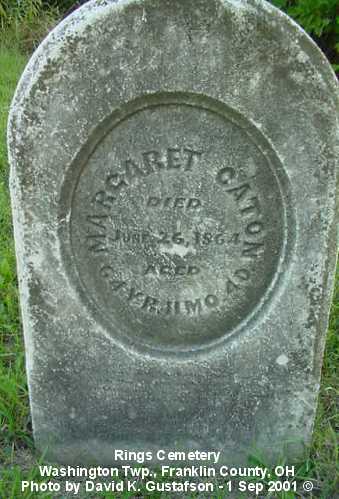 MARGARET CATON
DIED
JUNE 26, 1864
AGED
64 Y'R. 11 MO. 4 D.
Rings Cemetery
Washington Twp., Franklin County, OH
Photo by David K. Gustafson - 1 Sep 2001 ©